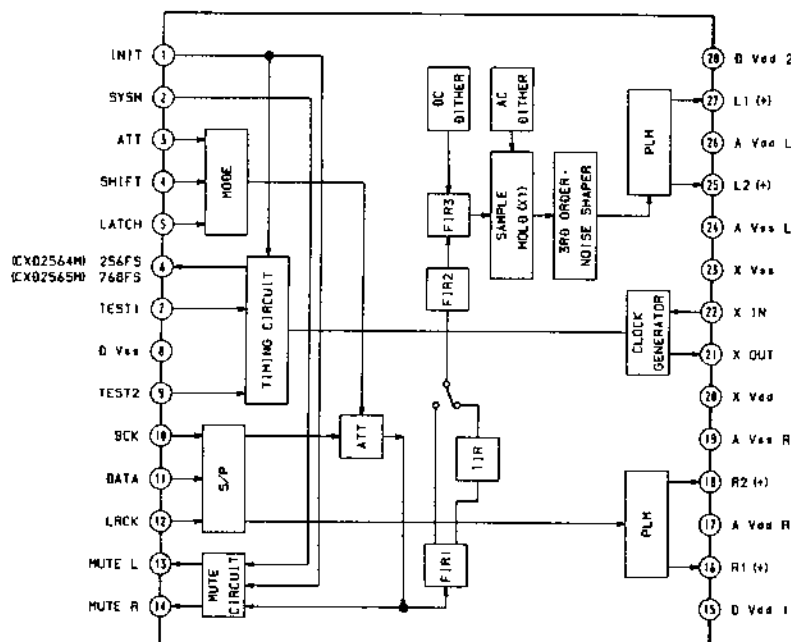 1 INIT
2 SYSM
3 ATT
4 SHIFT
5 LATCH
(CXD2564M) 256FS
(CXD2565M) 768FS
6
7 TEST1
8 D Vss
9 TEST2
10 BCK
11 DATA
12 LRCK
13 MUTE L
14 MUTE R
MODE
TIMING CIRCUIT
S/P
MUTE CIRCUIT
ATT
DC DITHER
AC DITHER
FIR3
SAMPLE HOLD (X1)
3RD ORDER-NOISE SHAPER
FIR2
IIR
FIR1
PLM
CLOCK GENERATOR
PLM
28 D Vdd 2
27 L1 (+)
26 A Vdd L
25 L2 (+)
24 A Vss L
23 X Vss
22 X IN
21 X OUT
20 X Vdd
19 A Vss R
18 R2 (+)
17 A Vdd R
16 R1 (+)
15 D Vdd 1